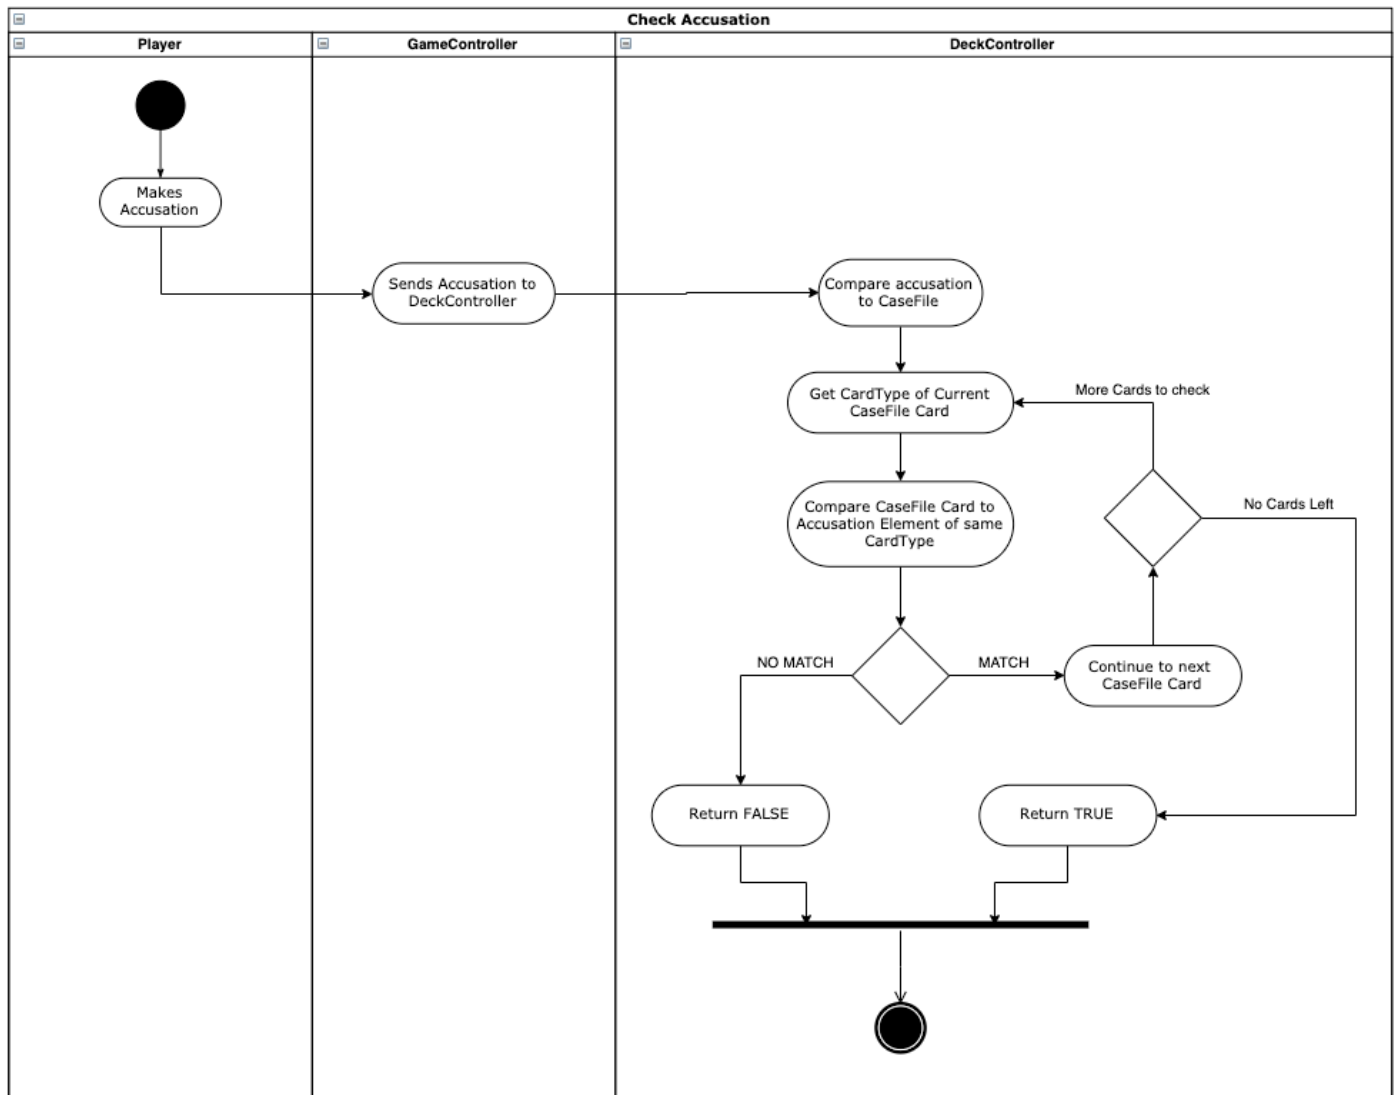 Check Accusation
Player
GameController
DeckController
Makes
Accusation
Sends Accusation to
DeckController
Compare accusation
to CaseFile
Get CardType of Current
CaseFile Card
More Cards to check
Compare CaseFile Card to
Accusation Element of same
CardType
No Cards Left
NO MATCH
MATCH
Continue to next
CaseFile Card
Return FALSE
Return TRUE